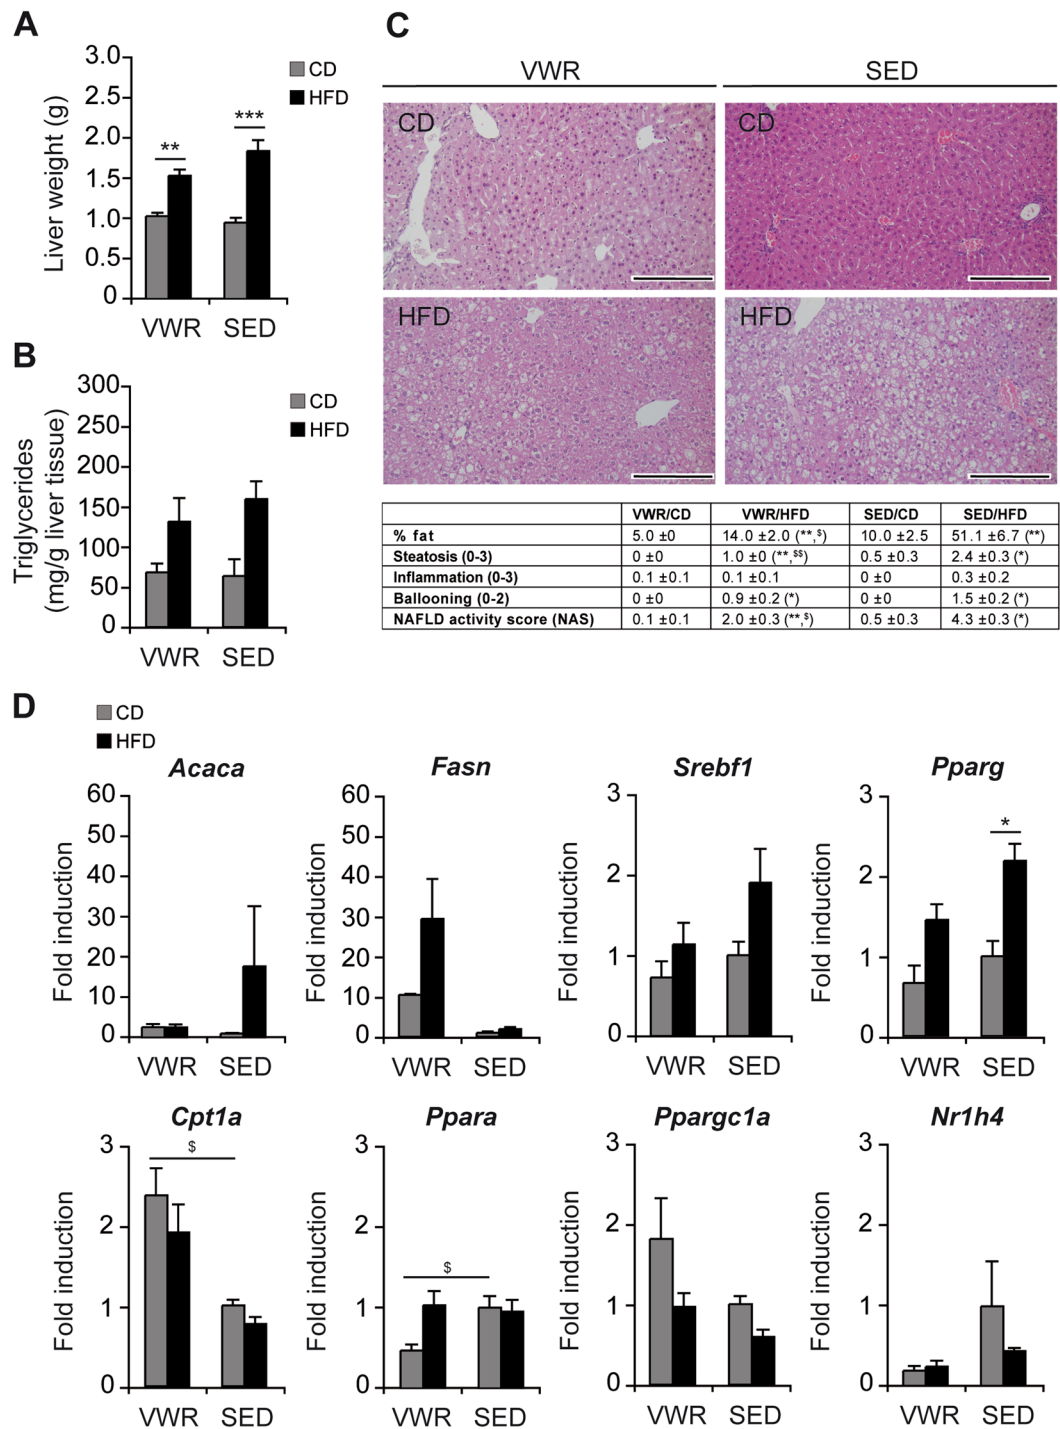 A
3.0
2.5
2.0
1.5
1.0
0.5
0
Liver weight (g)
**
***
CD
HFD
VWR SED
B
300
250
200
150
100
50
0
Triglycerides
(mg/g liver tissue)
CD
HFD
VWR SED
C
VWR SED
CD CD
HFD HFD
VWR/CD VWR/HFD SED/CD SED/HFD
% fat 5.0 ±0 14.0 ±2.0 (**,$) 10.0 ±2.5 51.1 ±6.7 (**)
Steatosis (0-3) 0 ±0 1.0 ±0 (**,$$) 0.5 ±0.3 2.4 ±0.3 (*)
Inflammation (0-3) 0.1 ±0.1 0.1 ±0.1 0 ±0 0.3 ±0.2
Ballooning (0-2) 0 ±0 0.9 ±0.2 (*) 0 ±0 1.5 ±0.2 (*)
NAFLD activity score (NAS) 0.1 ±0.1 2.0 ±0.3 (**,$) 0.5 ±0.3 4.3 ±0.3 (*)
D
CD
HFD
Acaca
60
50
40
30
20
10
0
Fold induction
VWR SED
Fasn
60
50
40
30
20
10
0
Fold induction
VWR SED
Srebf1
3
2
1
0
Fold induction
VWR SED
Pparg
3
2
1
0
Fold induction
*
VWR SED
Cpt1a
3
2
1
0
Fold induction
$
VWR SED
Ppara
3
2
1
0
Fold induction
$
VWR SED
Ppargc1a
3
2
1
0
Fold induction
VWR SED
Nr1h4
3
2
1
0
Fold induction
VWR SED